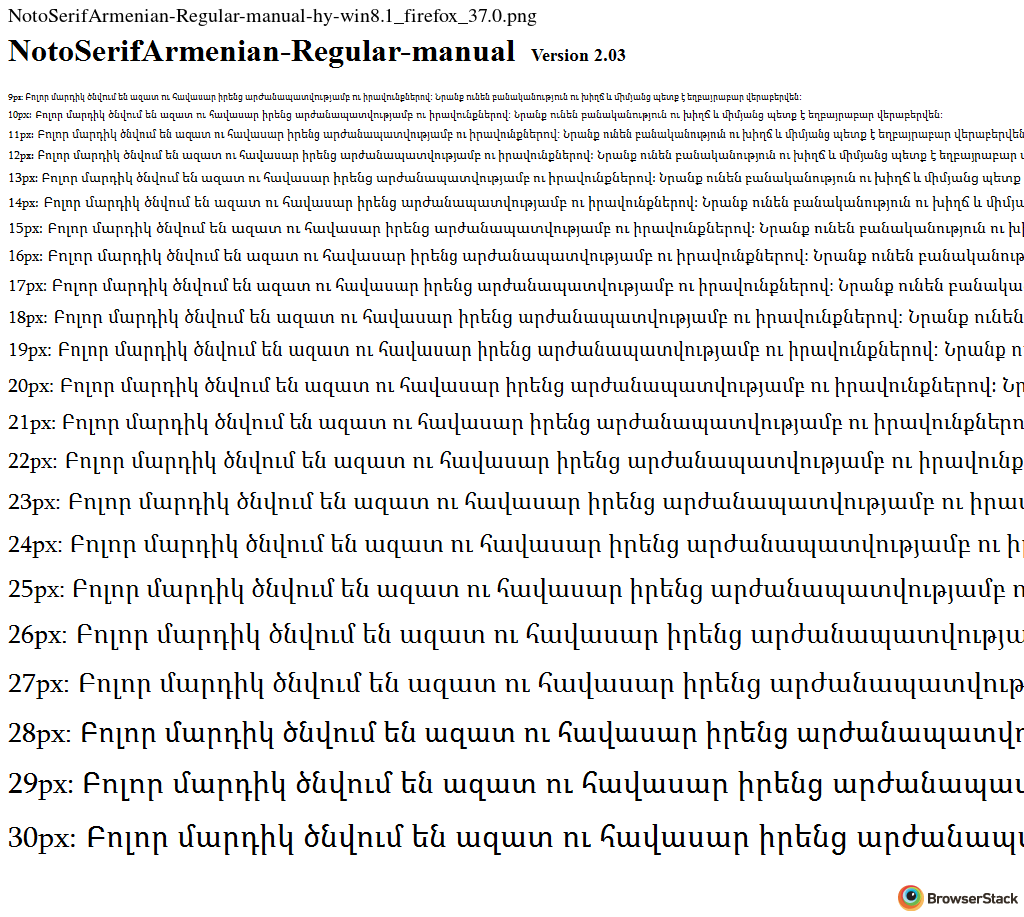 NotoSerifArmenian-Regular-manual-hy-win8.1_firefox_37.0.png
NotoSerifArmenian-Regular-manual Version 2.03
9px: Բոլոր մարդիկ ծնվում են ազատ ու հավասար իրենց արժանապատվությամբ ու իրավունքներով: Նրանք ունեն բանականություն ու խիղճ և միմյանց պետք է եղբայրաբար վերաբերվեն:
10px: Բոլոր մարդիկ ծնվում են ազատ ու հավասար իրենց արժանապատվությամբ ու իրավունքներով: Նրանք ունեն բանականություն ու խիղճ և միմյանց պետք է եղբայրաբար վերաբերվեն:
11px: Բոլոր մարդիկ ծնվում են ազատ ու հավասար իրենց արժանապատվությամբ ու իրավունքներով: Նրանք ունեն բանականություն ու խիղճ և միմյանց պետք է եղբայրաբար վերաբերվեն
12px: Բոլոր մարդիկ ծնվում են ազատ ու հավասար իրենց արժանապատվությամբ ու իրավունքներով: Նրանք ունեն բանականություն ու խիղճ և միմյանց պետք է եղբայրաբար
13px: Բոլոր մարդիկ ծնվում են ազատ ու հավասար իրենց արժանապատվությամբ ու իրավունքներով: Նրանք ունեն բանականություն ու խիղճ և միմյանց պետք
14px: Բոլոր մարդիկ ծնվում են ազատ ու հավասար իրենց արժանապատվությամբ ու իրավունքներով: Նրանք ունեն բանականություն ու խիղճ և միմյա
15px: Բոլոր մարդիկ ծնվում են ազատ ու հավասար իրենց արժանապատվությամբ ու իրավունքներով: Նրանք ունեն բանականություն ու խի
16px: Բոլոր մարդիկ ծնվում են ազատ ու հավասար իրենց արժանապատվությամբ ու իրավունքներով: Նրանք ունեն բանականութ
17px: Բոլոր մարդիկ ծնվում են ազատ ու հավասար իրենց արժանապատվությամբ ու իրավունքներով: Նրանք ունեն բանակա
18px: Բոլոր մարդիկ ծնվում են ազատ ու հավասար իրենց արժանապատվությամբ ու իրավունքներով: Նրանք ունեն
19px: Բոլոր մարդիկ ծնվում են ազատ ու հավասար իրենց արժանապատվությամբ ու իրավունքներով: Նրանք ո
20px: Բոլոր մարդիկ ծնվում են ազատ ու հավասար իրենց արժանապատվությամբ ու իրավունքներով: Նր
21px: Բոլոր մարդիկ ծնվում են ազատ ու հավասար իրենց արժանապատվությամբ ու իրավունքներո
22px: Բոլոր մարդիկ ծնվում են ազատ ու հավասար իրենց արժանապատվությամբ ու իրավունք
23px: Բոլոր մարդիկ ծնվում են ազատ ու հավասար իրենց արժանապատվությամբ ու իրավ
24px: Բոլոր մարդիկ ծնվում են ազատ ու հավասար իրենց արժանապատվությամբ ու իր
25px: Բոլոր մարդիկ ծնվում են ազատ ու հավասար իրենց արժանապատվությամբ ո
26px: Բոլոր մարդիկ ծնվում են ազատ ու հավասար իրենց արժանապատվությա
27px: Բոլոր մարդիկ ծնվում են ազատ ու հավասար իրենց արժանապատվութ
28px: Բոլոր մարդիկ ծնվում են ազատ ու հավասար իրենց արժանապատվո
29px: Բոլոր մարդիկ ծնվում են ազատ ու հավասար իրենց արժանապա
30px: Բոլոր մարդիկ ծնվում են ազատ ու հավասար իրենց արժանապ
BrowserStack